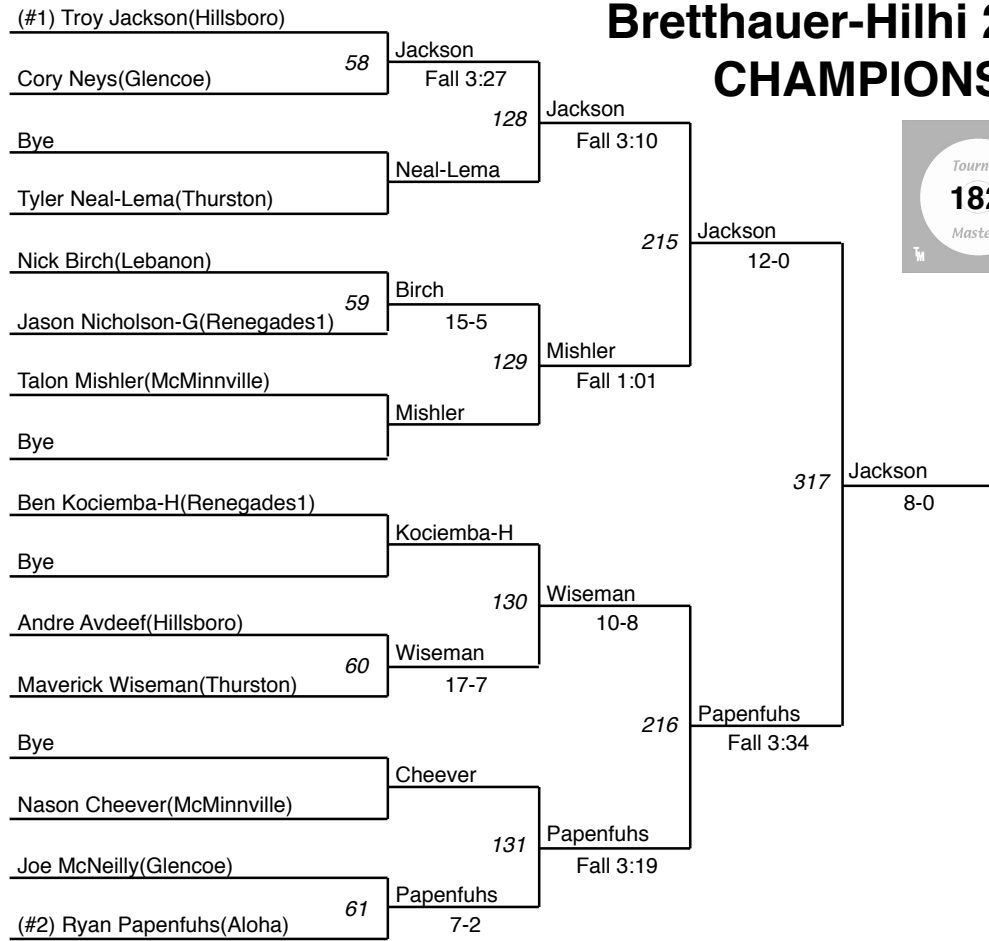 Bretthauer-Hilhi
CHAMPIONS
(#1) Troy Jackson(Hillsboro)
58
Jackson
Fall 3:27
Cory Neys(Glencoe)
128
Jackson
Fall 3:10
Bye
Neal-Lema
Tyler Neal-Lema(Thurston)
215
Jackson
12-0
Nick Birch(Lebanon)
59
Birch
15-5
Jason Nicholson-G(Renegades1)
129
Mishler
Fall 1:01
Talon Mishler(McMinnville)
Mishler
Bye
317
Jackson
8-0
Ben Kociemba-H(Renegades1)
Kociemba-H
Bye
130
Wiseman
10-8
Andre Avdeef(Hillsboro)
60
Wiseman
17-7
Maverick Wiseman(Thurston)
216
Papenfuhs
Fall 3:34
Bye
Cheever
Nason Cheever(McMinnville)
131
Papenfuhs
Fall 3:19
Joe McNeilly(Glencoe)
61
Papenfuhs
7-2
(#2) Ryan Papenfuhs(Aloha)
Tourn
182
Maste
TM